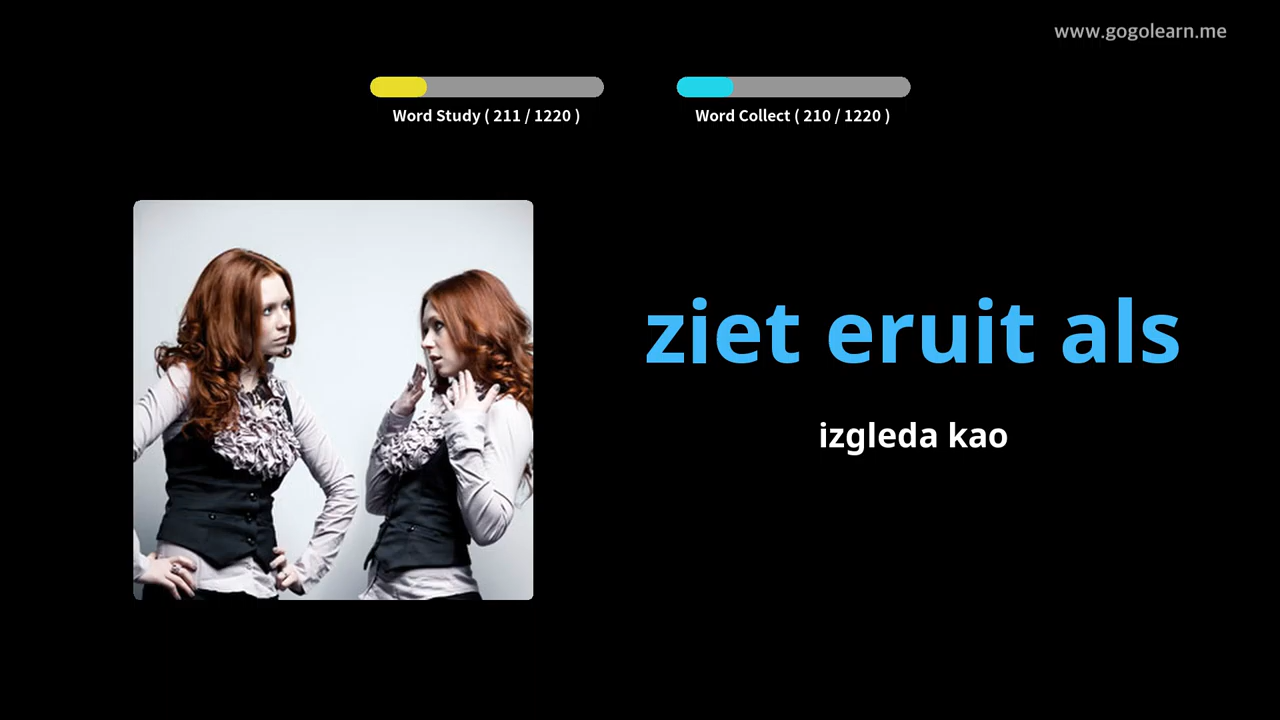 www.gogolearn.me
Word Study ( 211 / 1220 )
Word Collect ( 210 / 1220 )
ziet eruit als
izgleda kao